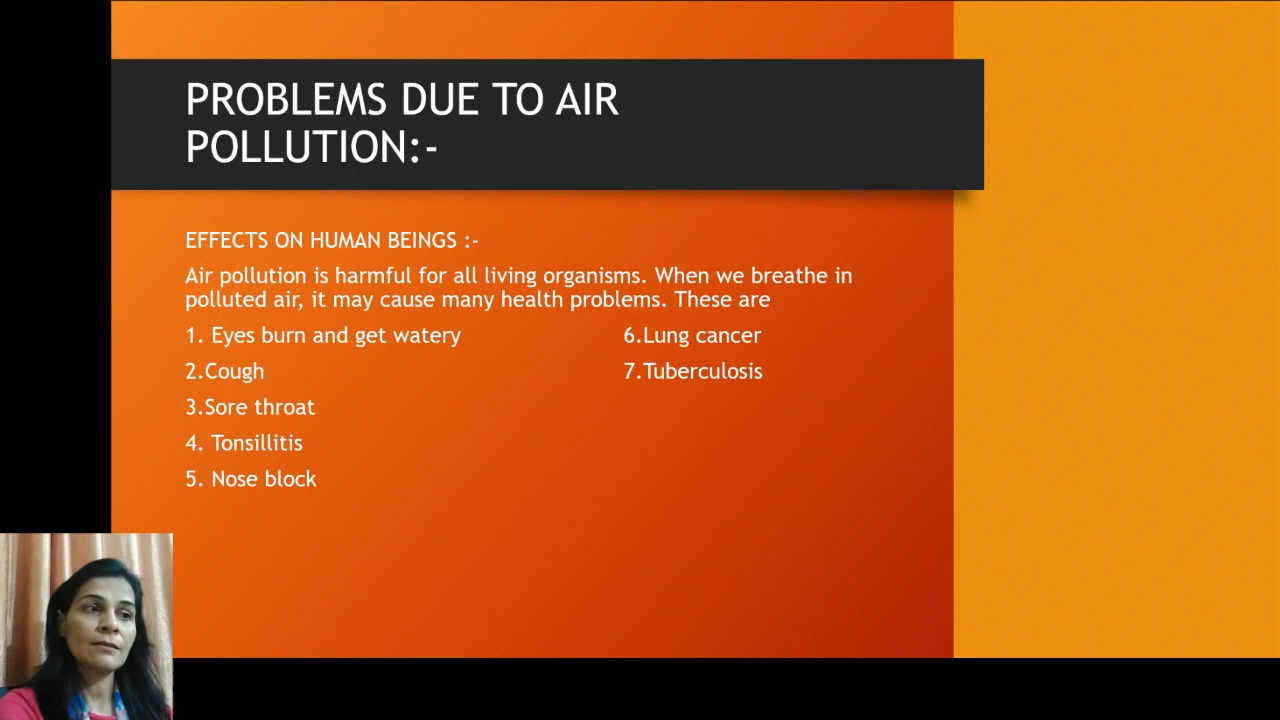 PROBLEMS DUE TO AIR
POLLUTION:-
EFFECTS ON HUMAN BEINGS :-
Air pollution is harmful for all living organisms. When we breathe in
polluted air, it may cause many health problems. These are
1. Eyes burn and get watery
2.Cough
3.Sore throat
4. Tonsillitis
5. Nose block
6.Lung cancer
7.Tuberculosis